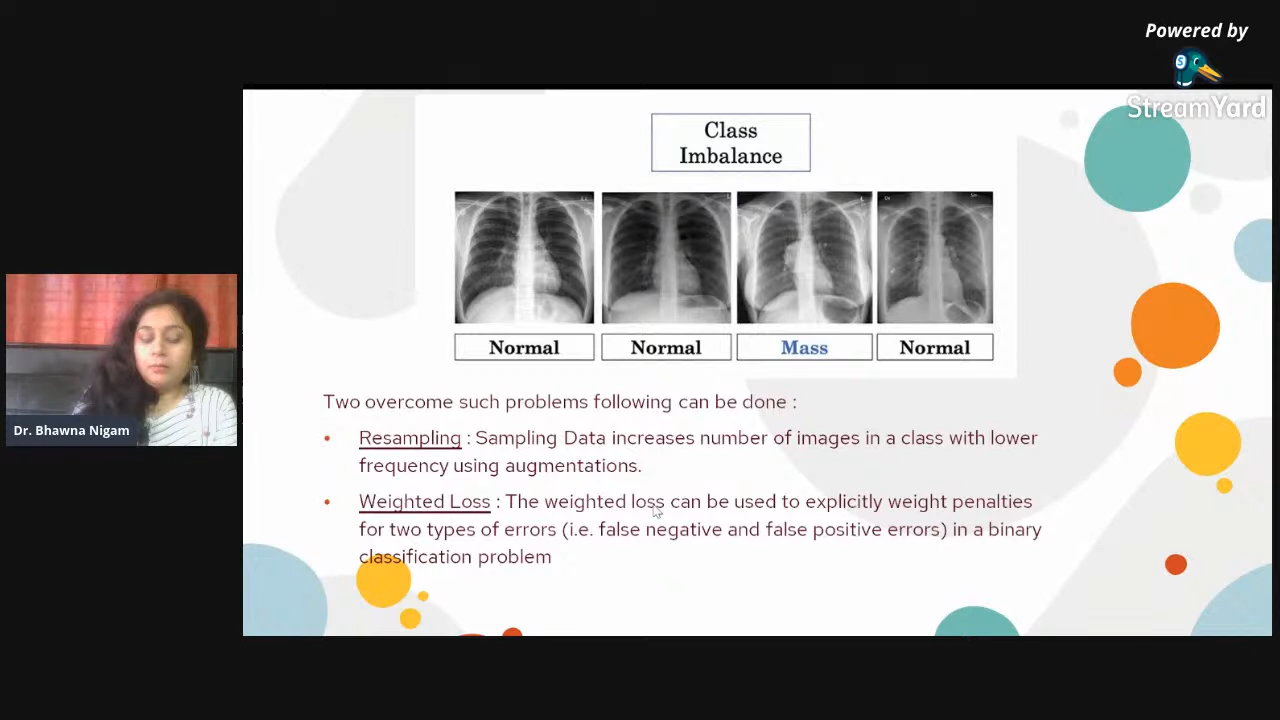 Powered by
StreamYard
Class
Imbalance
Normal
Normal
Mass
Normal
Two overcome such problems following can be done :
• Resampling : Sampling Data increases number of images in a class with lower
frequency using augmentations.
• Weighted Loss : The weighted loss can be used to explicitly weight penalties
for two types of errors (i.e. false negative and false positive errors) in a binary
classification problem
Dr. Bhawna Nigam